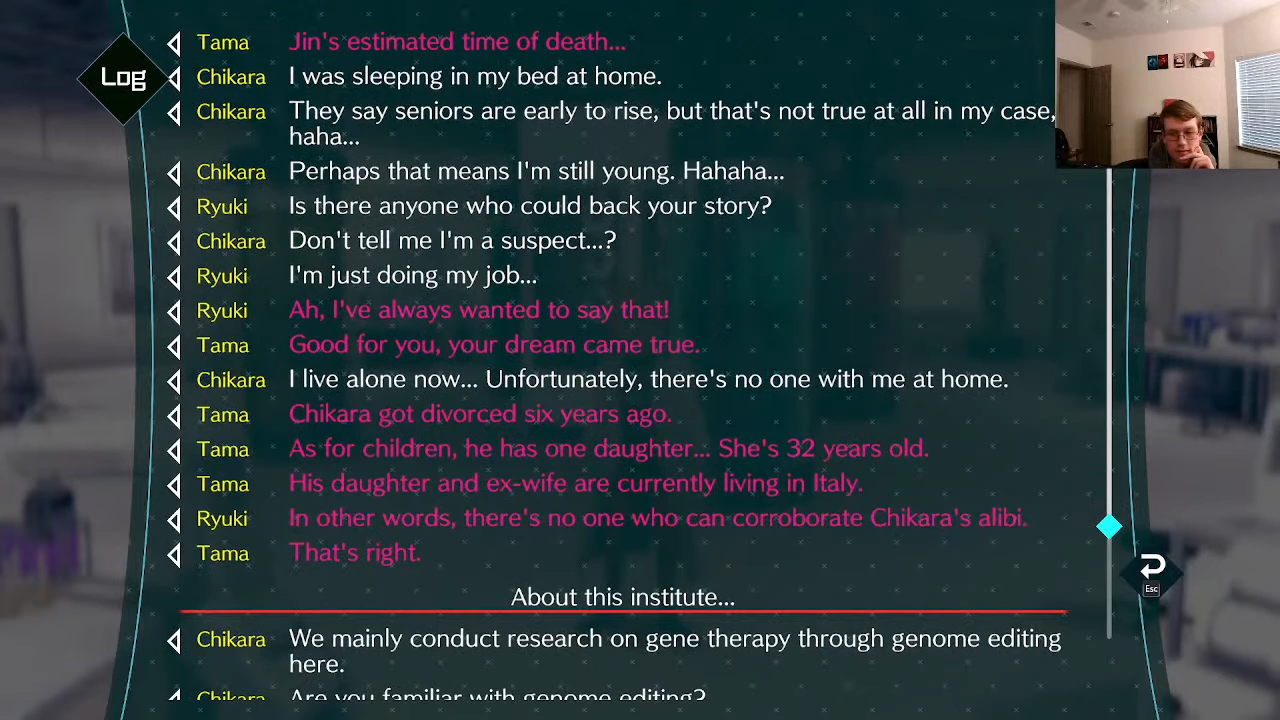 Log
Tama Jin's estimated time of death...
Chikara I was sleeping in my bed at home.
Chikara They say seniors are early to rise, but that's not true at all in my case,
haha...
Chikara Perhaps that means I'm still young. Hahaha...
Ryuki Is there anyone who could back your story?
Chikara Don't tell me I'm a suspect...?
Ryuki I'm just doing my job...
Ryuki Ah, I've always wanted to say that!
Tama Good for you, your dream came true.
Chikara I live alone now... Unfortunately, there's no one with me at home.
Tama Chikara got divorced six years ago.
Tama As for children, he has one daughter... She's 32 years old.
Tama His daughter and ex-wife are currently living in Italy.
Ryuki In other words, there's no one who can corroborate Chikara's alibi.
Tama That's right.
Esc
About this institute...
Chikara We mainly conduct research on gene therapy through genome editing
here.
Chikara Are you familiar with genome editing?